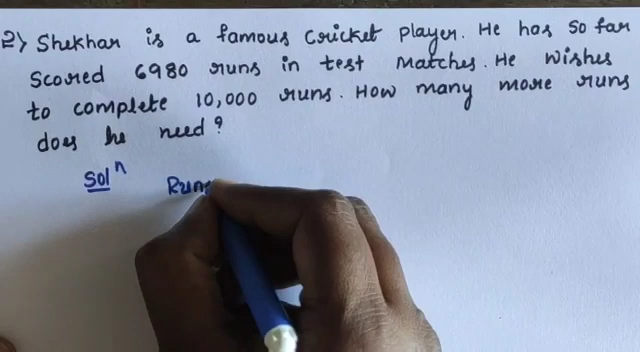 2) Shekhar is a famous cricket player. He has so far
scored 6980 runs in test matches. He wishes
to complete 10,000 runs. How many more runs
does he need?
Solⁿ Runs